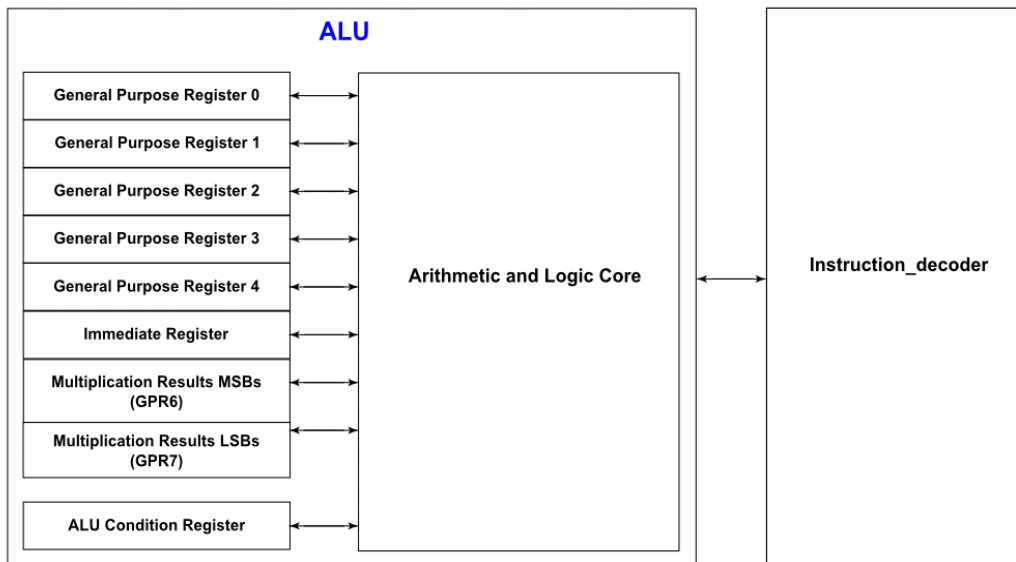 ALU
General Purpose Register 0
General Purpose Register 1
General Purpose Register 2
General Purpose Register 3
General Purpose Register 4
Immediate Register
Multiplication Results MSBs
(GPR6)
Multiplication Results LSBs
(GPR7)
ALU Condition Register
Arithmetic and Logic Core
Instruction_decoder